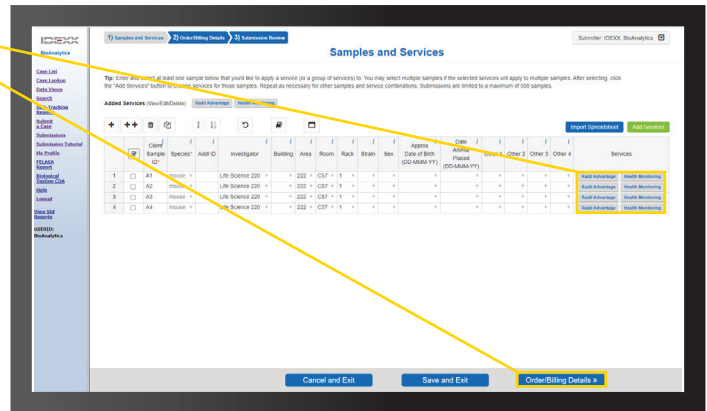 IDEXX
BioAnalytics
Case List
Case Lookup
Data Views
Search
Cost-Tracking
Reports
Submit
a Case
Submissions
Submission Tutorial
My Profile
FELASA
Report
Biological
Testing COA
Help
Logout
View Old
Reports
USERID:
BioAnalytics
1) Samples and Services 2) Order/Billing Details 3) Submission Review
Submitter: IDEXX, BioAnalytics
Samples and Services
Tip: Enter and select at least one sample below that you'd like to apply a service (or a group of services) to. You may select multiple samples if the selected services will apply to multiple samples. After selecting, click
the "Add Services" button to choose services for those samples. Repeat as necessary for other samples and service combinations. Submissions are limited to a maximum of 500 samples.
Added Services (View/Edit/Delete) Radil Advantage Health Monitoring
Import Spreadsheet Add Services
Client Sample ID* Species* Addl ID Investigator Building Area Room Rack Strain Sex Approx Date of Birth (DD-MMM-YY) Date Animal Placed (DD-MMM-YY) Other 1 Other 2 Other 3 Other 4 Services
1 A1 mouse Life Science 220 222 C57 1 Radil Advantage Health Monitoring
2 A2 mouse Life Science 220 222 C57 1 Radil Advantage Health Monitoring
3 A3 mouse Life Science 220 222 C57 1 Radil Advantage Health Monitoring
4 A4 mouse Life Science 220 222 C57 1 Radil Advantage Health Monitoring
Cancel and Exit Save and Exit Order/Billing Details »